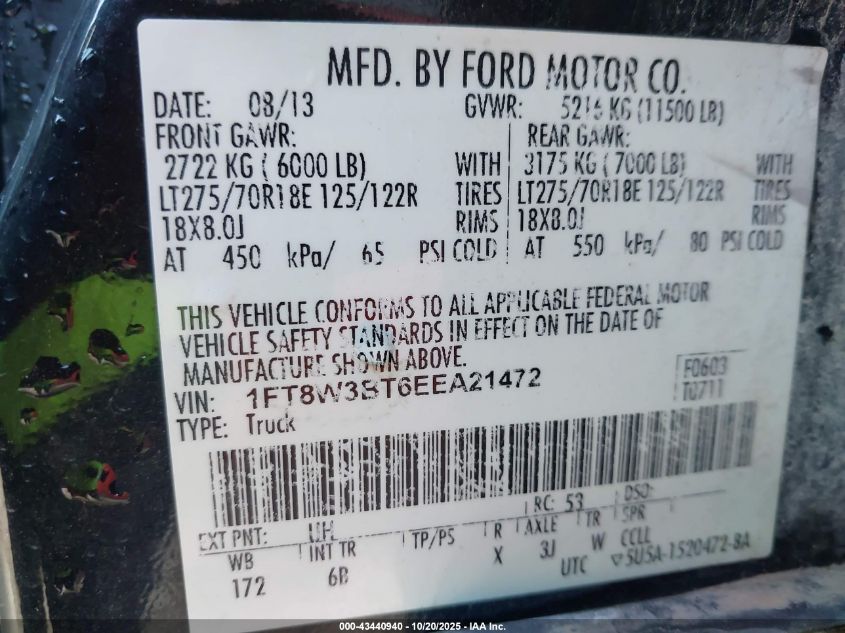 MFD. BY FORD MOTOR CO.
DATE: 08/13 GVWR: 5216 KG (11500 LB)
FRONT GAWR: REAR GAWR:
2722 KG ( 6000 LB) WITH 3175 KG ( 7000 LB) WITH
LT275/70R18E 125/122R TIRES LT275/70R18E 125/122R TIRES
18X8.0J RIMS 18X8.0J RIMS
AT 450 kPa/ 65 PSI COLD AT 550 kPa/ 80 PSI COLD
THIS VEHICLE CONFORMS TO ALL APPLICABLE FEDERAL MOTOR
VEHICLE SAFETY STANDARDS IN EFFECT ON THE DATE OF
MANUFACTURE SHOWN ABOVE.
F0603
VIN: 1FT8W3BT6EEA21472
T0711
TYPE: Truck
RC: 53 DSO:
EXT PNT: UH
WB INT TR TP/PS R AXLE TR SPR
172 6B X 3J W CCLL
UTC ▽5U5A-1520472-BA
000-43440940 - 10/20/2025 - IAA Inc.